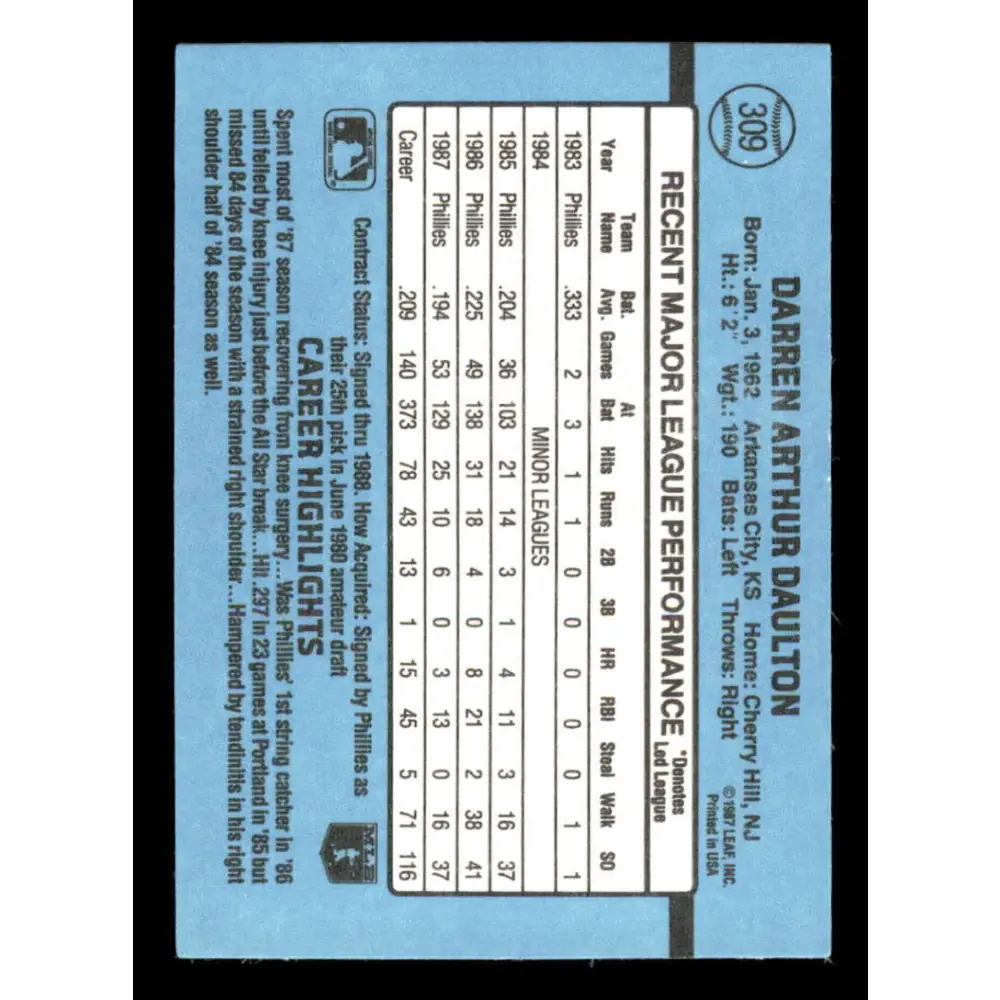 309
DARREN ARTHUR DAULTON
Born: Jan. 3, 1962 Arkansas City, KS Home: Cherry Hill, NJ
Ht.: 6'2" Wgt.: 190 Bats: Left Throws: Right
©1987 LEAF, INC.
Printed in USA
RECENT MAJOR LEAGUE PERFORMANCE
*Denotes
Led League
Year Team Name Bat. Avg. Games At Bat Hits Runs 2B 3B HR RBI Steal Walk SO
1983 Phillies .333 2 3 1 1 0 0 0 0 0 1 1
1984 MINOR LEAGUES
1985 Phillies .204 36 103 21 14 3 1 4 11 3 16 37
1986 Phillies .225 49 138 31 18 4 0 8 21 2 38 41
1987 Phillies .194 53 129 25 10 6 0 3 13 0 16 37
Career .209 140 373 78 43 13 1 15 45 5 71 116
Contract Status: Signed thru 1988. How Acquired: Signed by Phillies as
their 25th pick in June 1980 amateur draft
MLB
CAREER HIGHLIGHTS
Spent most of '87 season recovering from knee surgery...Was Phillies' 1st string catcher in '86
until felled by knee injury just before the All Star break...Hit .297 in 23 games at Portland in '85 but
missed 84 days of the season with a strained right shoulder...Hampered by tendinitis in his right
shoulder half of '84 season as well.